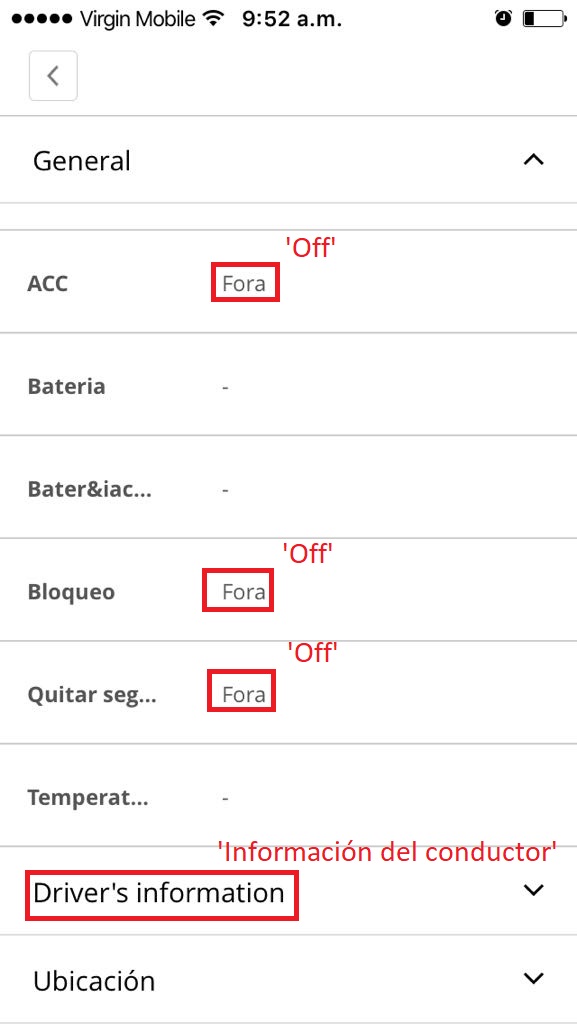 Virgin Mobile 9:52 a.m.
General
'Off'
ACC Fora
Bateria -
Bater&iac... -
'Off'
Bloqueo Fora
'Off'
Quitar seg... Fora
Temperat... -
'Información del conductor'
Driver's information
Ubicación